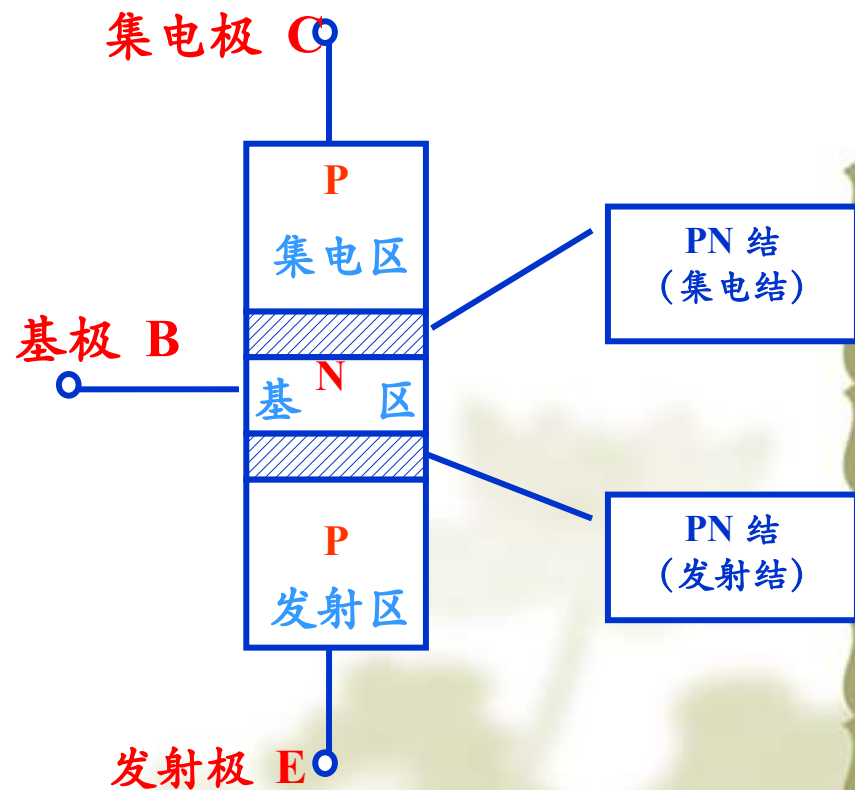 集电极 C
P
集电区
PN 结
（集电结）
基极 B
N
基 区
PN 结
（发射结）
P
发射区
发射极 E